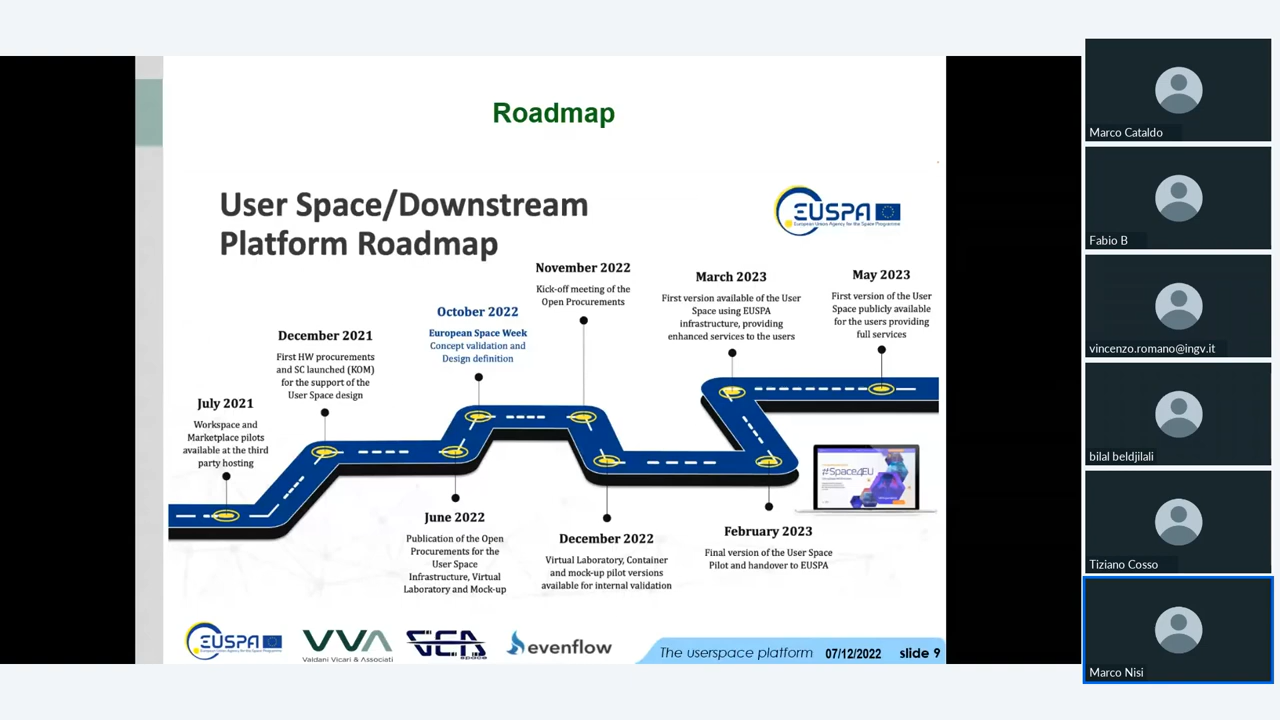 Roadmap
User Space/Downstream
Platform Roadmap
EUSPA
European Union Agency for the Space Programme
July 2021
Workspace and
Marketplace pilots
available at the third
party hosting
December 2021
First HW procurements
and SC launched (KOM)
for the support of the
User Space design
June 2022
Publication of the Open
Procurements for the
User Space
Infrastructure, Virtual
Laboratory and Mock-up
October 2022
European Space Week
Concept validation and
Design definition
November 2022
Kick-off meeting of the
Open Procurements
December 2022
Virtual Laboratory, Container
and mock-up pilot versions
available for internal validation
February 2023
Final version of the User Space
Pilot and handover to EUSPA
March 2023
First version available of the User
Space using EUSPA
infrastructure, providing
enhanced services to the users
May 2023
First version of the User
Space publicly available
for the users providing
full services
#Space4EU
EUSPA
VVA
Valdani Vicari & Associati
space
evenflow
The userspace platform 07/12/2022 slide 9
Marco Cataldo
Fabio B
vincenzo.romano@ingv.it
bilal beldjilali
Tiziano Cosso
Marco Nisi